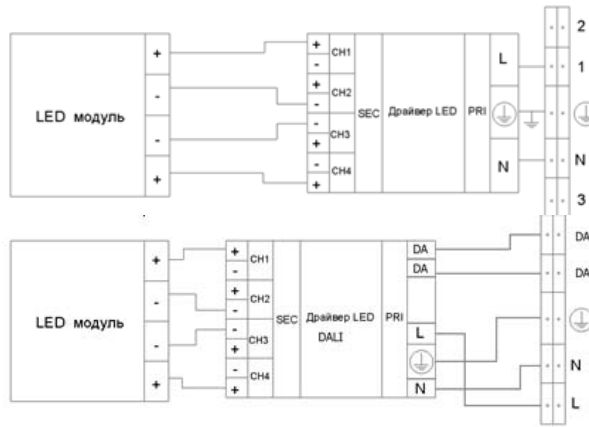 LED модуль
+
-
-
+
+
-
CH1
+
-
CH2
-
+
CH3
-
+
CH4
SEC
Драйвер LED
PRI
L
N
2
1
N
3
LED модуль
+
-
-
+
+
-
CH1
+
-
CH2
-
+
CH3
-
+
CH4
SEC
Драйвер LED
DALI
PRI
DA
DA
L
N
DA
DA
N
L